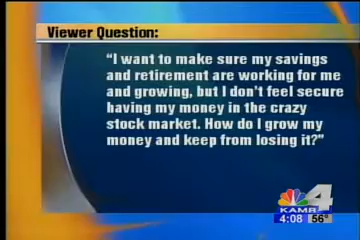 Viewer Question:
"I want to make sure my savings
and retirement are working for me
and growing, but I don't feel secure
having my money in the crazy
stock market. How do I grow my
money and keep from losing it?"
4
KAMR
4:08 56°